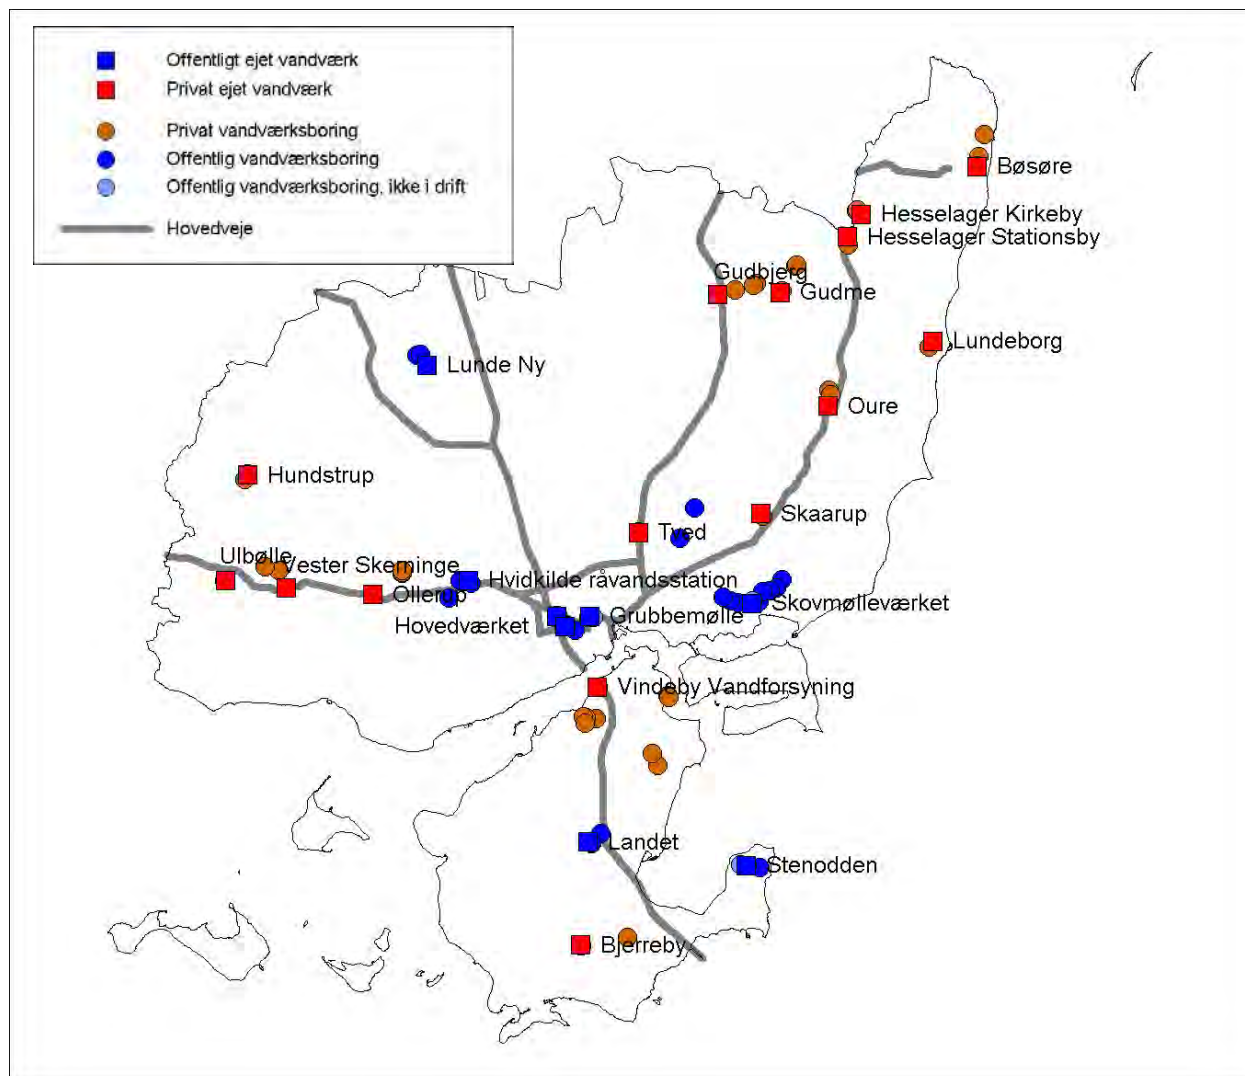 Offentligt ejet vandværk
Privat ejet vandværk
Privat vandværksboring
Offentlig vandværksboring
Offentlig vandværksboring, ikke i drift
Hovedveje
Bøsøre
Hesselager Kirkeby
Hesselager Stationsby
Gudbjerg
Gudme
Lundeborg
Lunde Ny
Oure
Hundstrup
Skaarup
Tved
Ulbølle
Vester Skerninge
Hvidkilde råvandsstation
Ollerup
Skovmølleværket
Grubbemølle
Hovedværket
Vindeby Vandforsyning
Landet
Stenodden
Bjerreby